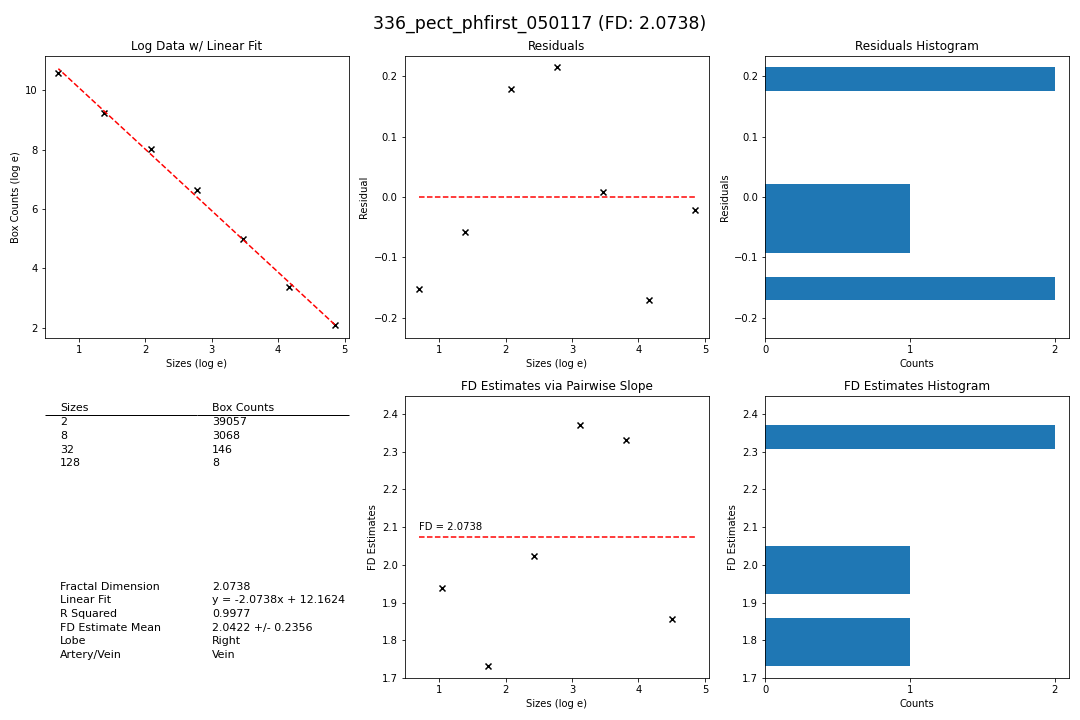 336_pect_phfirst_050117 (FD: 2.0738)
Log Data w/ Linear Fit
Box Counts (log e)
10
8
6
4
2
1 2 3 4 5
Sizes (log e)
Residuals
Residual
0.2
0.1
0.0
−0.1
−0.2
1 2 3 4 5
Sizes (log e)
Residuals Histogram
Residuals
0.2
0.1
0.0
−0.1
−0.2
0 1 2
Counts
Sizes Box Counts
2 39057
8 3068
32 146
128 8
Fractal Dimension 2.0738
Linear Fit y = -2.0738x + 12.1624
R Squared 0.9977
FD Estimate Mean 2.0422 +/- 0.2356
Lobe Right
Artery/Vein Vein
FD Estimates via Pairwise Slope
FD Estimates
2.4
2.3
2.2
2.1
2.0
1.9
1.8
1.7
FD = 2.0738
1 2 3 4 5
Sizes (log e)
FD Estimates Histogram
FD Estimates
2.4
2.3
2.2
2.1
2.0
1.9
1.8
1.7
0 1 2
Counts